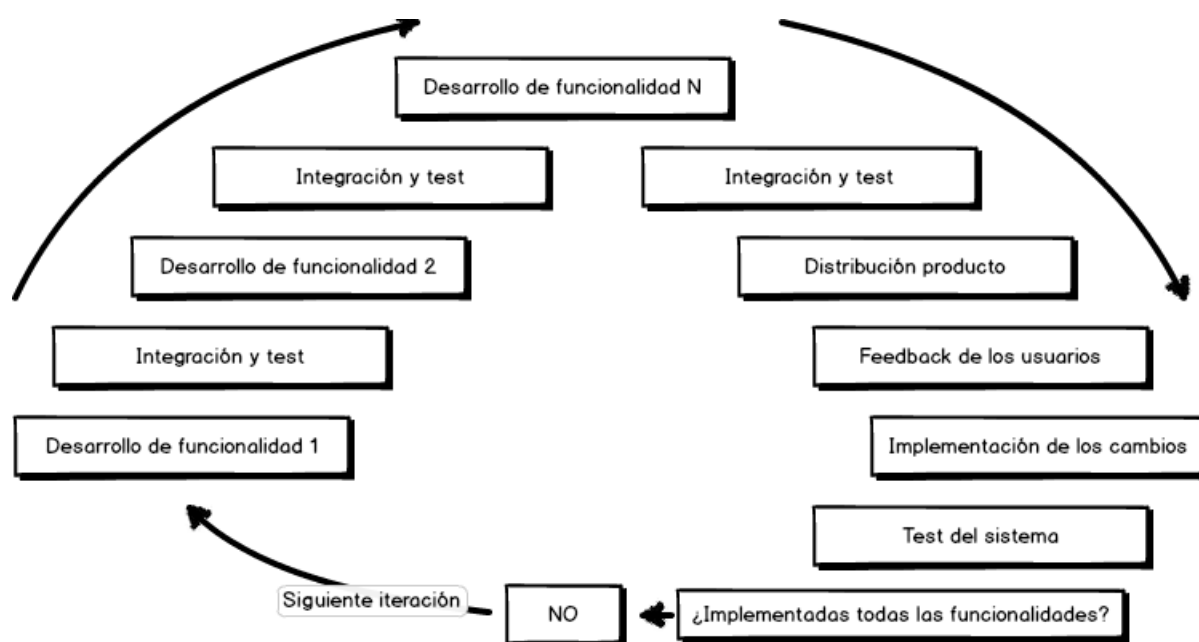 Desarrollo de funcionalidad N
Integración y test
Integración y test
Desarrollo de funcionalidad 2
Distribución producto
Integración y test
Feedback de los usuarios
Desarrollo de funcionalidad 1
Implementación de los cambios
Test del sistema
Siguiente iteración
NO
¿Implementadas todas las funcionalidades?